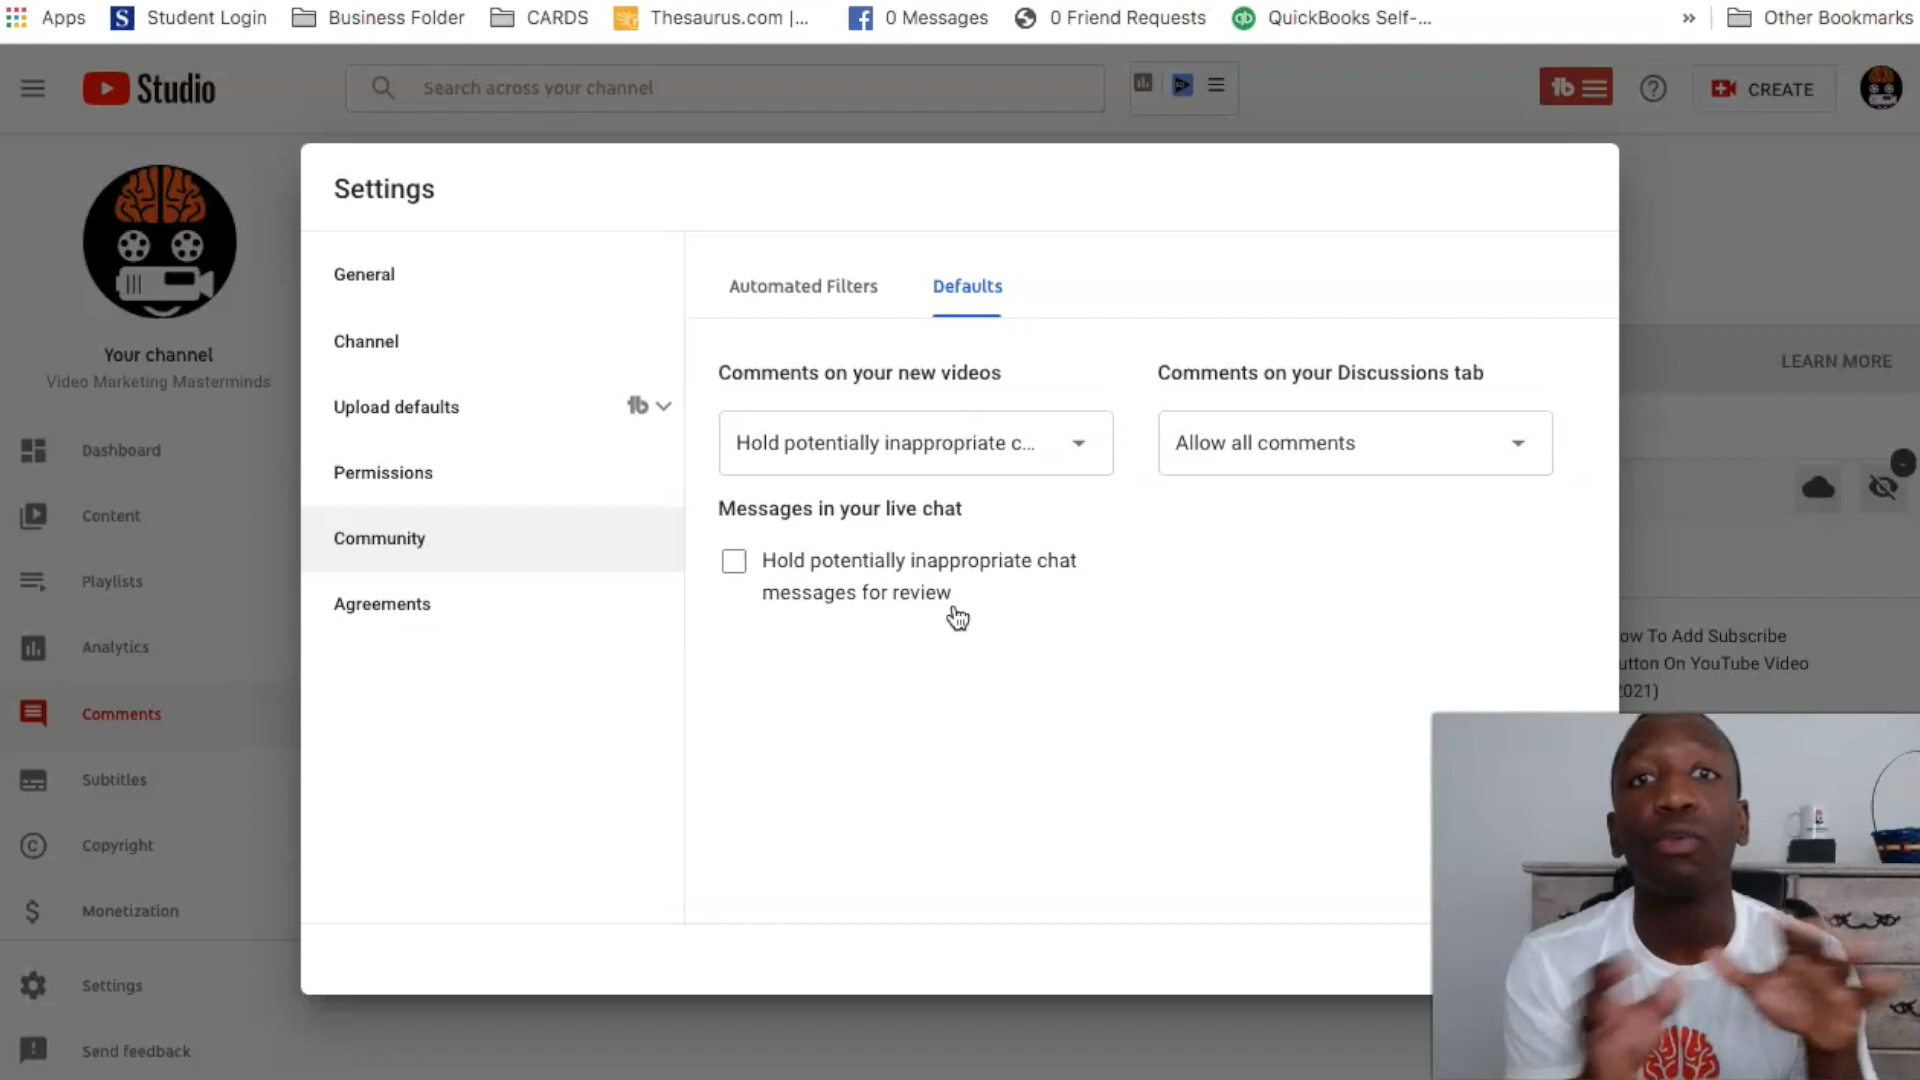 Apps
Student Login
Business Folder
CARDS
Thesaurus.com |...
0 Messages
0 Friend Requests
QuickBooks Self-...
»
Other Bookmarks
Studio
Search across your channel
CREATE
Settings
General
Channel
Upload defaults
Permissions
Community
Agreements
Automated Filters
Defaults
Comments on your new videos
Hold potentially inappropriate c...
Comments on your Discussions tab
Allow all comments
Messages in your live chat
Hold potentially inappropriate chat
messages for review
Your channel
Video Marketing Masterminds
Dashboard
Content
Playlists
Analytics
Comments
Subtitles
Copyright
Monetization
Settings
Send feedback
LEARN MORE
ow To Add Subscribe
utton On YouTube Video
2021)